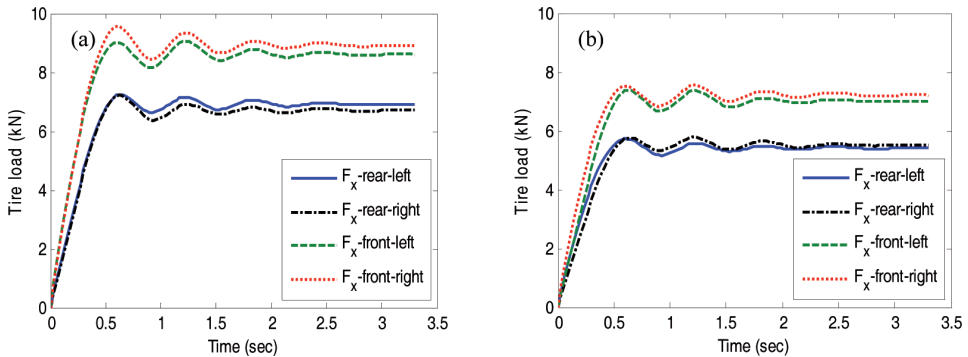 (a)
10
8
6
4
2
0
Tire load (kN)
0 0.5 1 1.5 2 2.5 3 3.5
Time (sec)
Fx-rear-left
Fx-rear-right
Fx-front-left
Fx-front-right
(b)
10
8
6
4
2
0
Tire load (kN)
0 0.5 1 1.5 2 2.5 3 3.5
Time (sec)
Fx-rear-left
Fx-rear-right
Fx-front-left
Fx-front-right